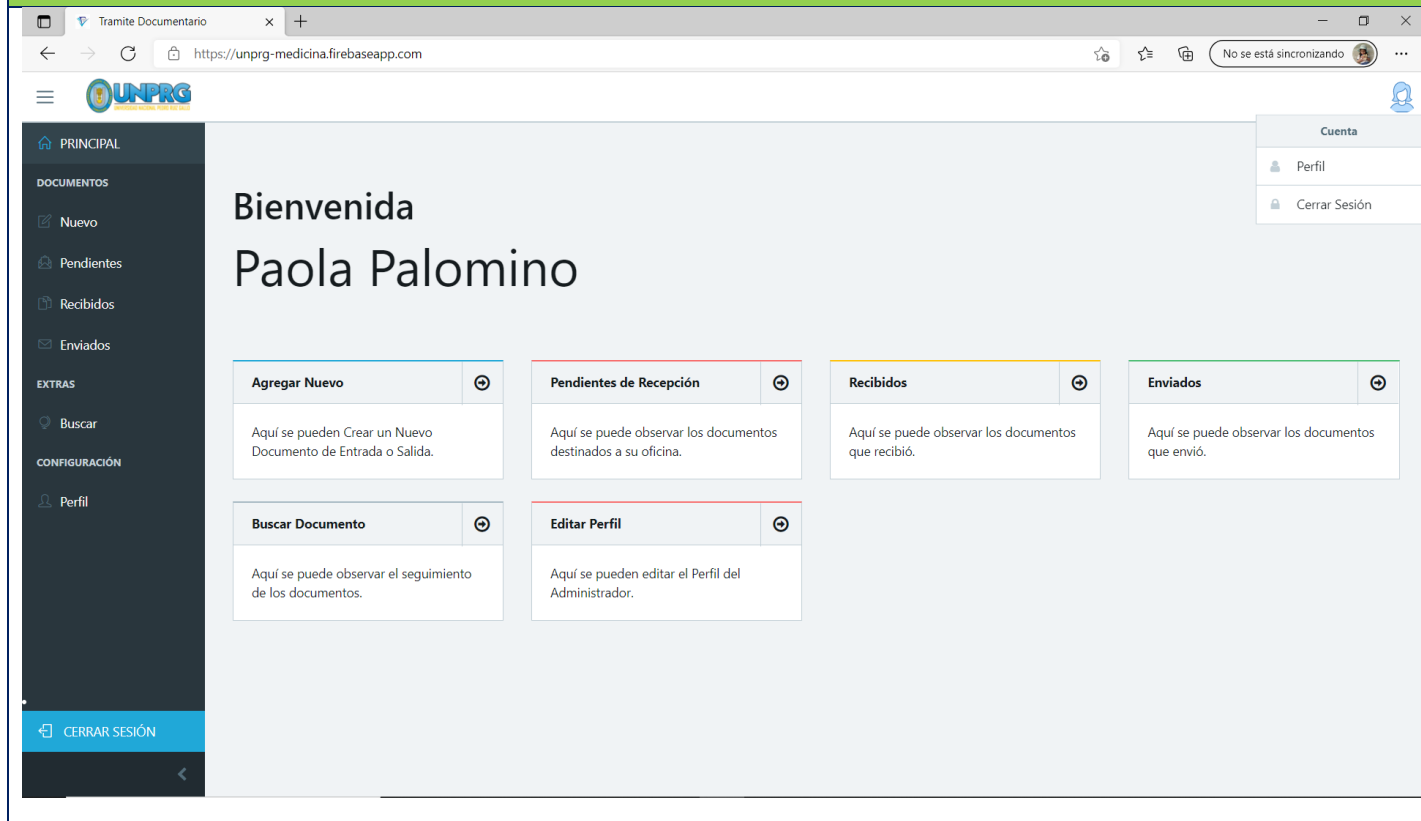 Tramite Documentario
https://unprg-medicina.firebaseapp.com
No se está sincronizando
UNPRG
Cuenta
Perfil
Cerrar Sesión
PRINCIPAL
DOCUMENTOS
Nuevo
Pendientes
Recibidos
Enviados
EXTRAS
Buscar
CONFIGURACIÓN
Perfil
CERRAR SESIÓN
Bienvenida
Paola Palomino
Agregar Nuevo
Aquí se pueden Crear un Nuevo
Documento de Entrada o Salida.
Pendientes de Recepción
Aquí se puede observar los documentos
destinados a su oficina.
Recibidos
Aquí se puede observar los documentos
que recibió.
Enviados
Aquí se puede observar los documentos
que envió.
Buscar Documento
Aquí se puede observar el seguimiento
de los documentos.
Editar Perfil
Aquí se pueden editar el Perfil del
Administrador.